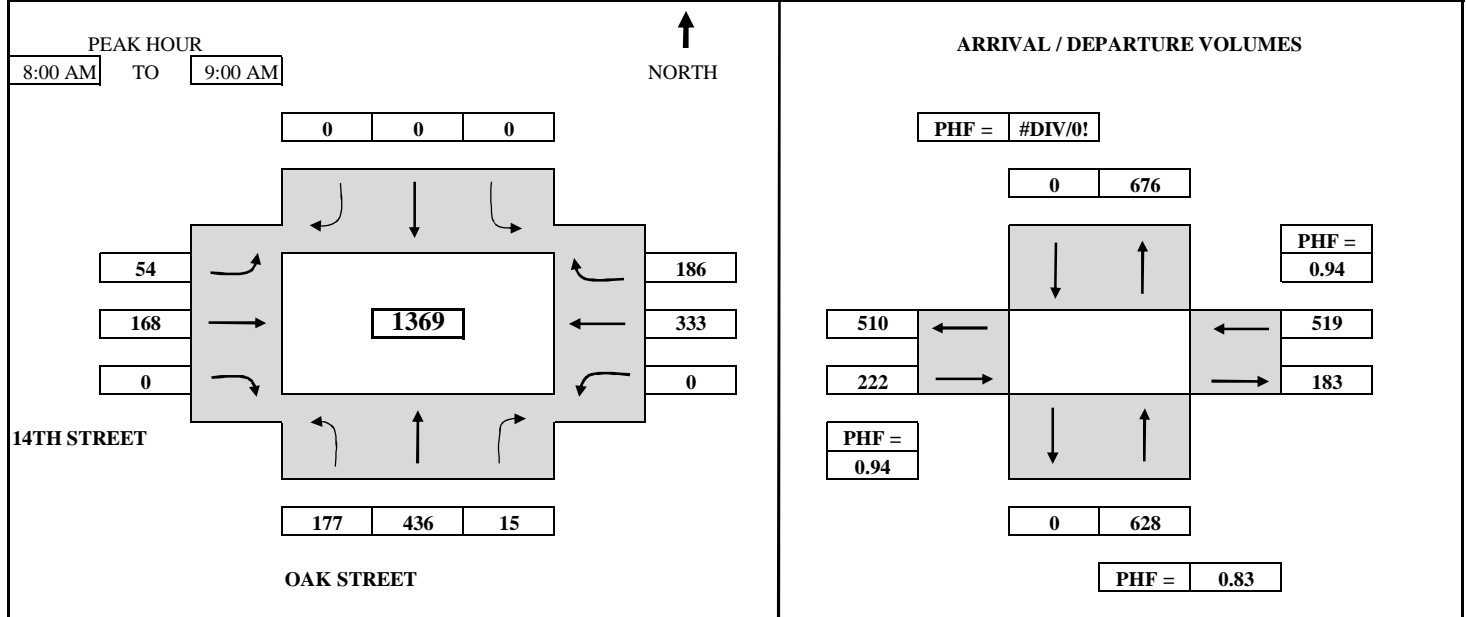 PEAK HOUR
8:00 AM TO 9:00 AM
NORTH
0 0 0
54 186
168 1369 333
0 0
14TH STREET
177 436 15
OAK STREET
ARRIVAL / DEPARTURE VOLUMES
PHF = #DIV/0!
0 676
PHF =
0.94
510 519
222 183
PHF =
0.94
0 628
PHF = 0.83